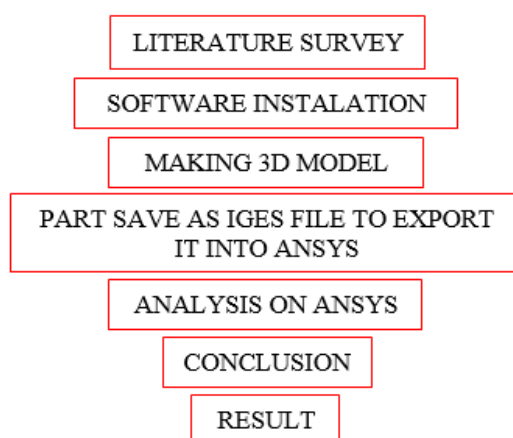 LITERATURE SURVEY
SOFTWARE INSTALATION
MAKING 3D MODEL
PART SAVE AS IGES FILE TO EXPORT
IT INTO ANSYS
ANALYSIS ON ANSYS
CONCLUSION
RESULT